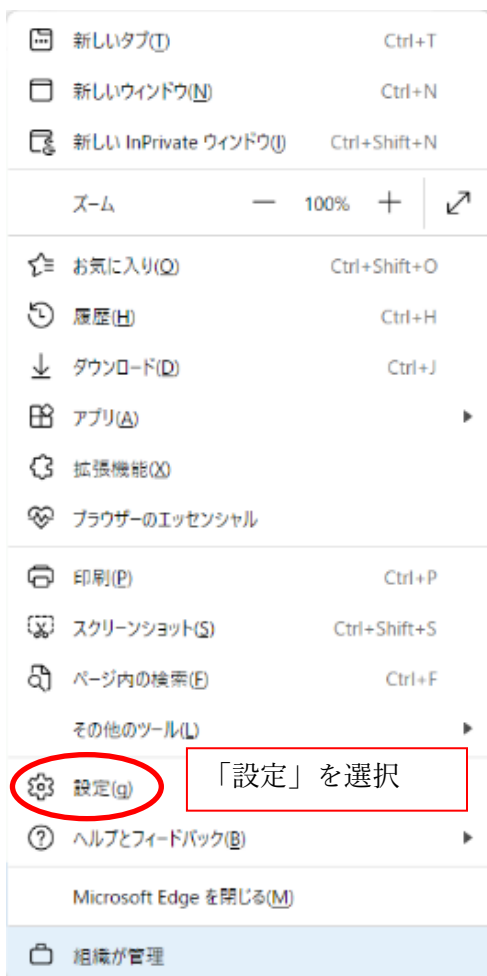 新しいタブ(T) Ctrl+T
新しいウィンドウ(N) Ctrl+N
新しい InPrivate ウィンドウ(I) Ctrl+Shift+N
ズーム — 100% +
お気に入り(O) Ctrl+Shift+O
履歴(H) Ctrl+H
ダウンロード(D) Ctrl+J
アプリ(A)
拡張機能(X)
ブラウザーのエッセンシャル
印刷(P) Ctrl+P
スクリーンショット(S) Ctrl+Shift+S
ページ内の検索(F) Ctrl+F
その他のツール(L)
設定(g) 「設定」を選択
ヘルプとフィードバック(B)
Microsoft Edge を閉じる(M)
組織が管理